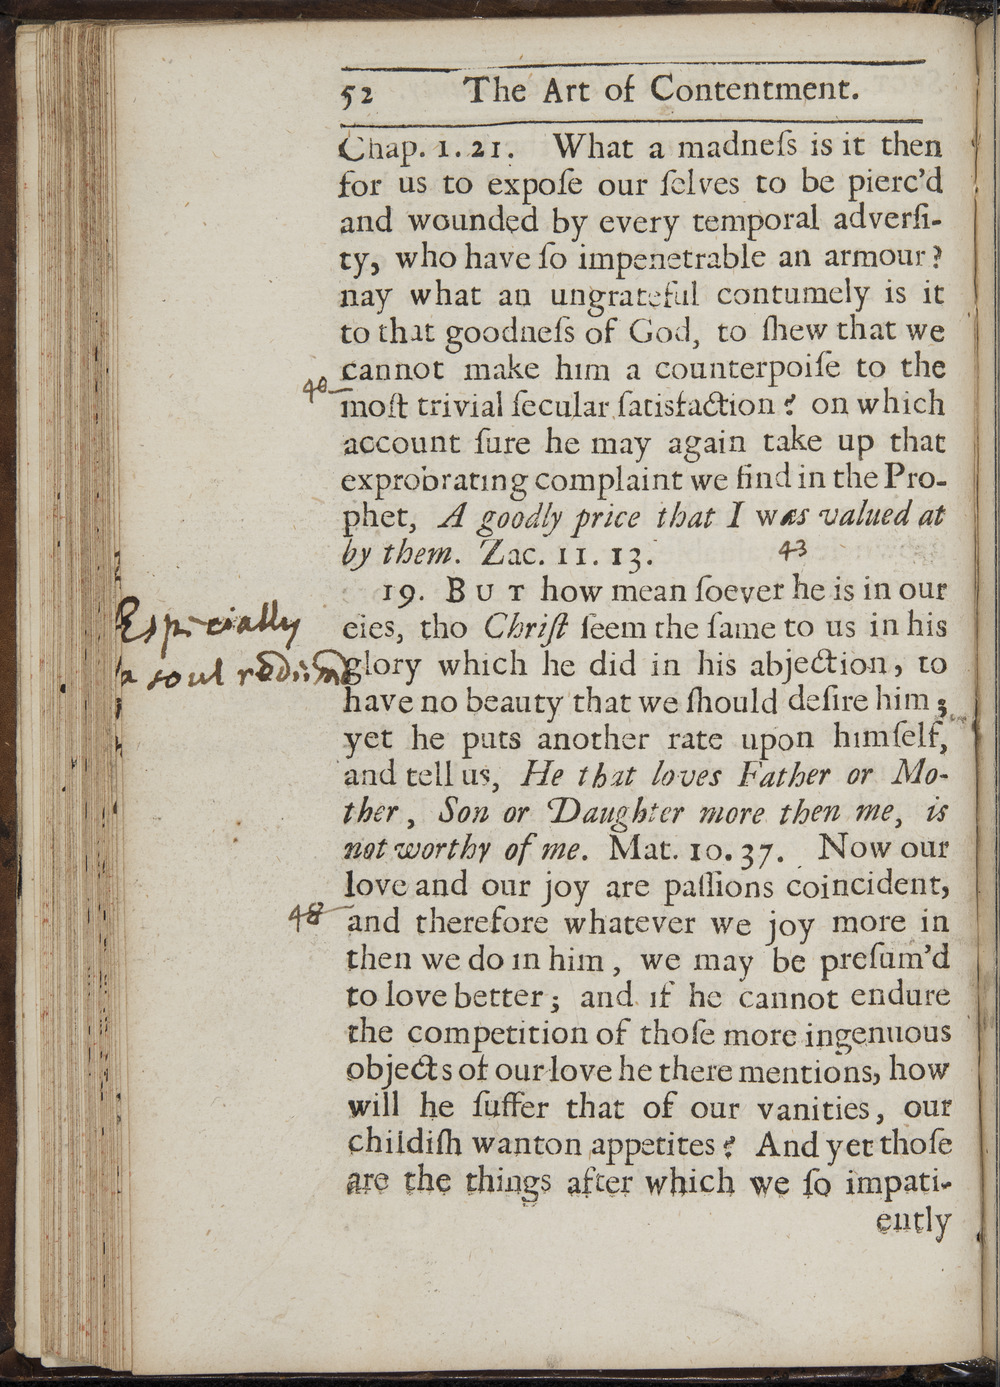 52 The Art of Contentment.
Chap. 1. 21. What a madneſs is it then
for us to expoſe our ſelves to be pierc'd
and wounded by every temporal adverſi-
ty, who have ſo impenetrable an armour?
nay what an ungrateful contumely is it
to that goodneſs of God, to ſhew that we
cannot make him a counterpoiſe to the
40
moſt trivial ſecular ſatisfaction? on which
account ſure he may again take up that
exprobrating complaint we find in the Pro-
phet, A goodly price that I was valued at
by them. Zac. 11. 13. 43
19. BUT how mean ſoever he is in our
Especially
eies, tho Chriſt ſeem the ſame to us in his
a soul redeemd
glory which he did in his abjection, to
have no beauty that we ſhould deſire him;
yet he puts another rate upon himſelf,
and tell us, He that loves Father or Mo-
ther, Son or Daughter more then me, is
not worthy of me. Mat. 10. 37. Now our
love and our joy are paſſions coincident,
48
and therefore whatever we joy more in
then we do in him, we may be preſum'd
to love better; and if he cannot endure
the competition of thoſe more ingenuous
objects of our love he there mentions, how
will he ſuffer that of our vanities, our
childiſh wanton appetites? And yet thoſe
are the things after which we ſo impati-
ently